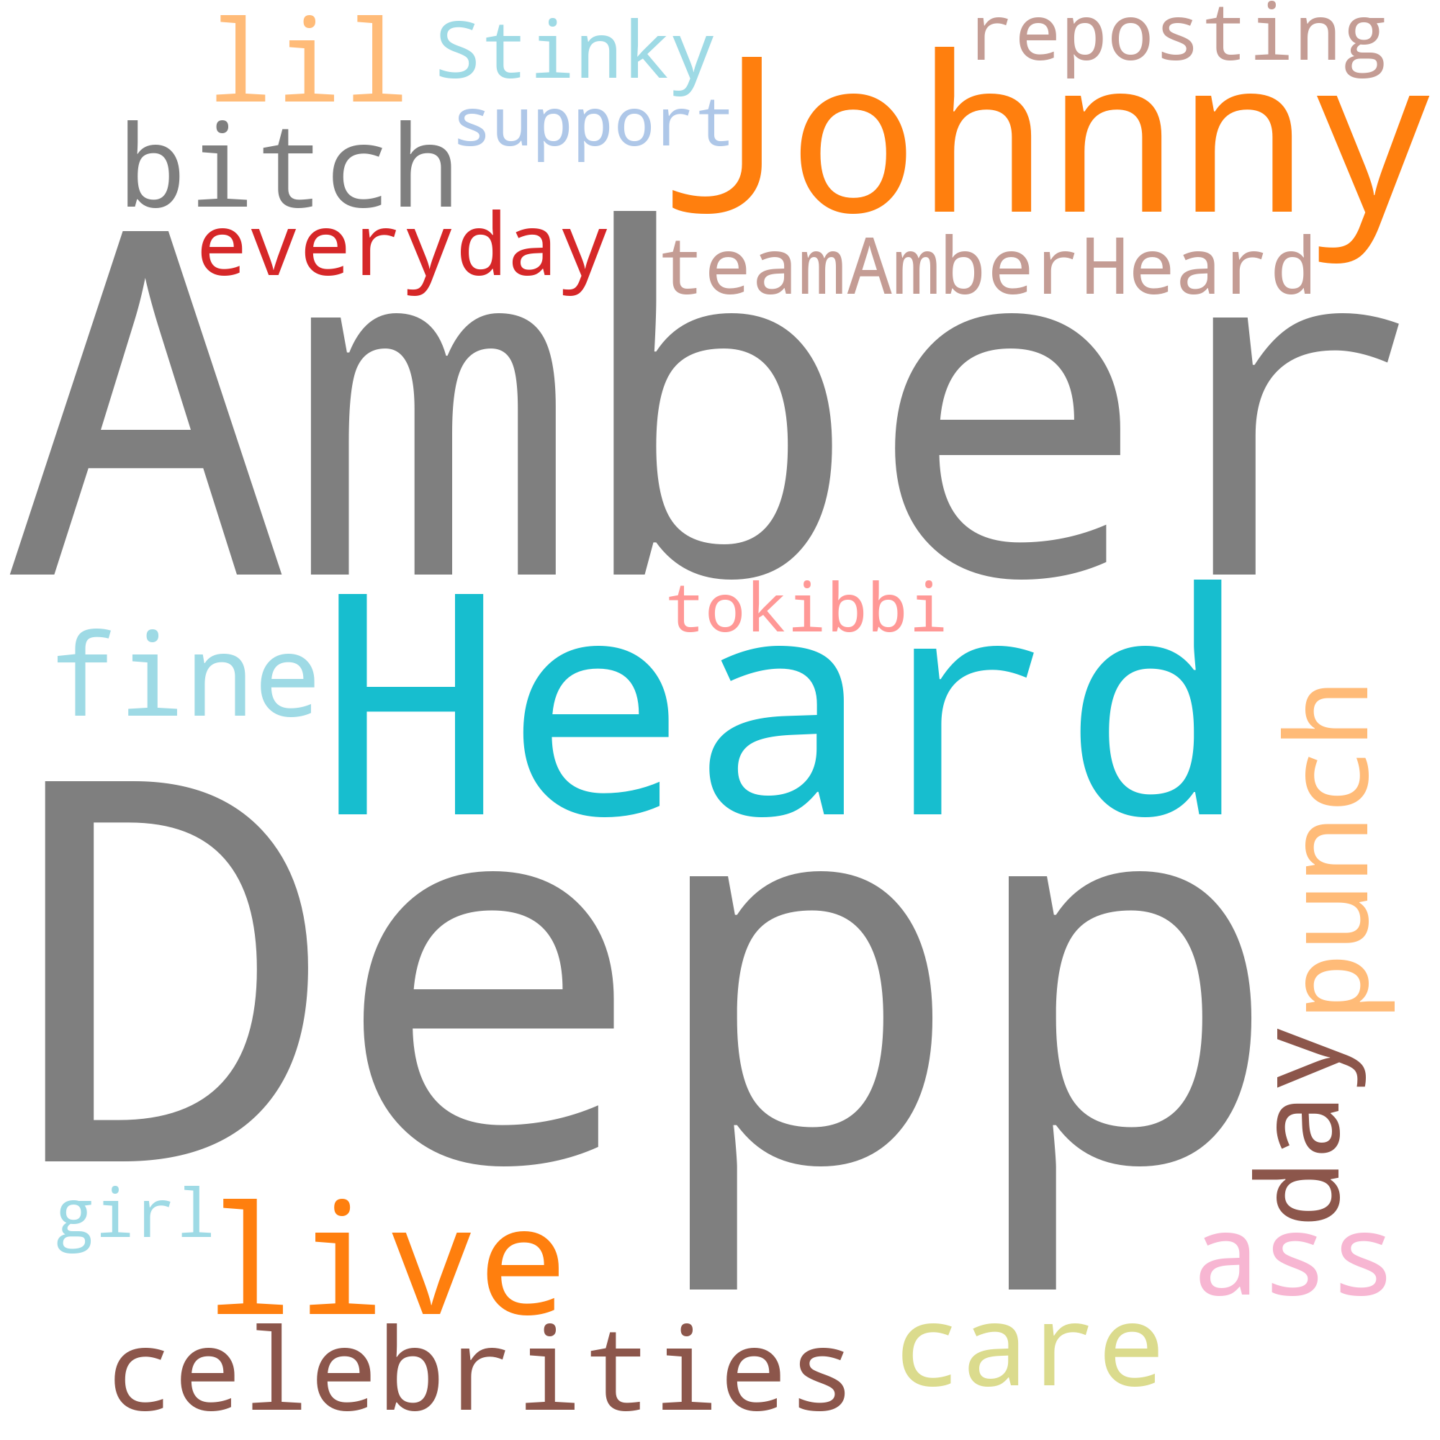 lil
Stinky
reposting
Johnny
support
bitch
everyday
teamAmberHeard
Amber
tokibbi
fine
Heard
punch
Depp
day
girl
live
ass
celebrities
care